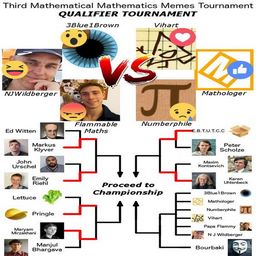 Third Mathematical Mathematics Memes Tournament
QUALIFIER TOURNAMENT
3Blue1Brown
Vihart
VS
NJWildberger
Mathologer
Flammable
Maths
Numberphile
Ed Witten
Markus
Klyver
John
Urschel
Emily
Riehl
Lettuce
Pringle
Maryam
Mirzakhani
Manjul
Bhargava
Proceed to
Championship
E.B.T.U.T.C.C.
Peter
Scholze
Maxim
Kontsevich
Karen
Uhlenbeck
3Blue1Brown
Mathologer
Numberphile
Vihart
Papa Flammy
N J Wildberger
Bourbaki